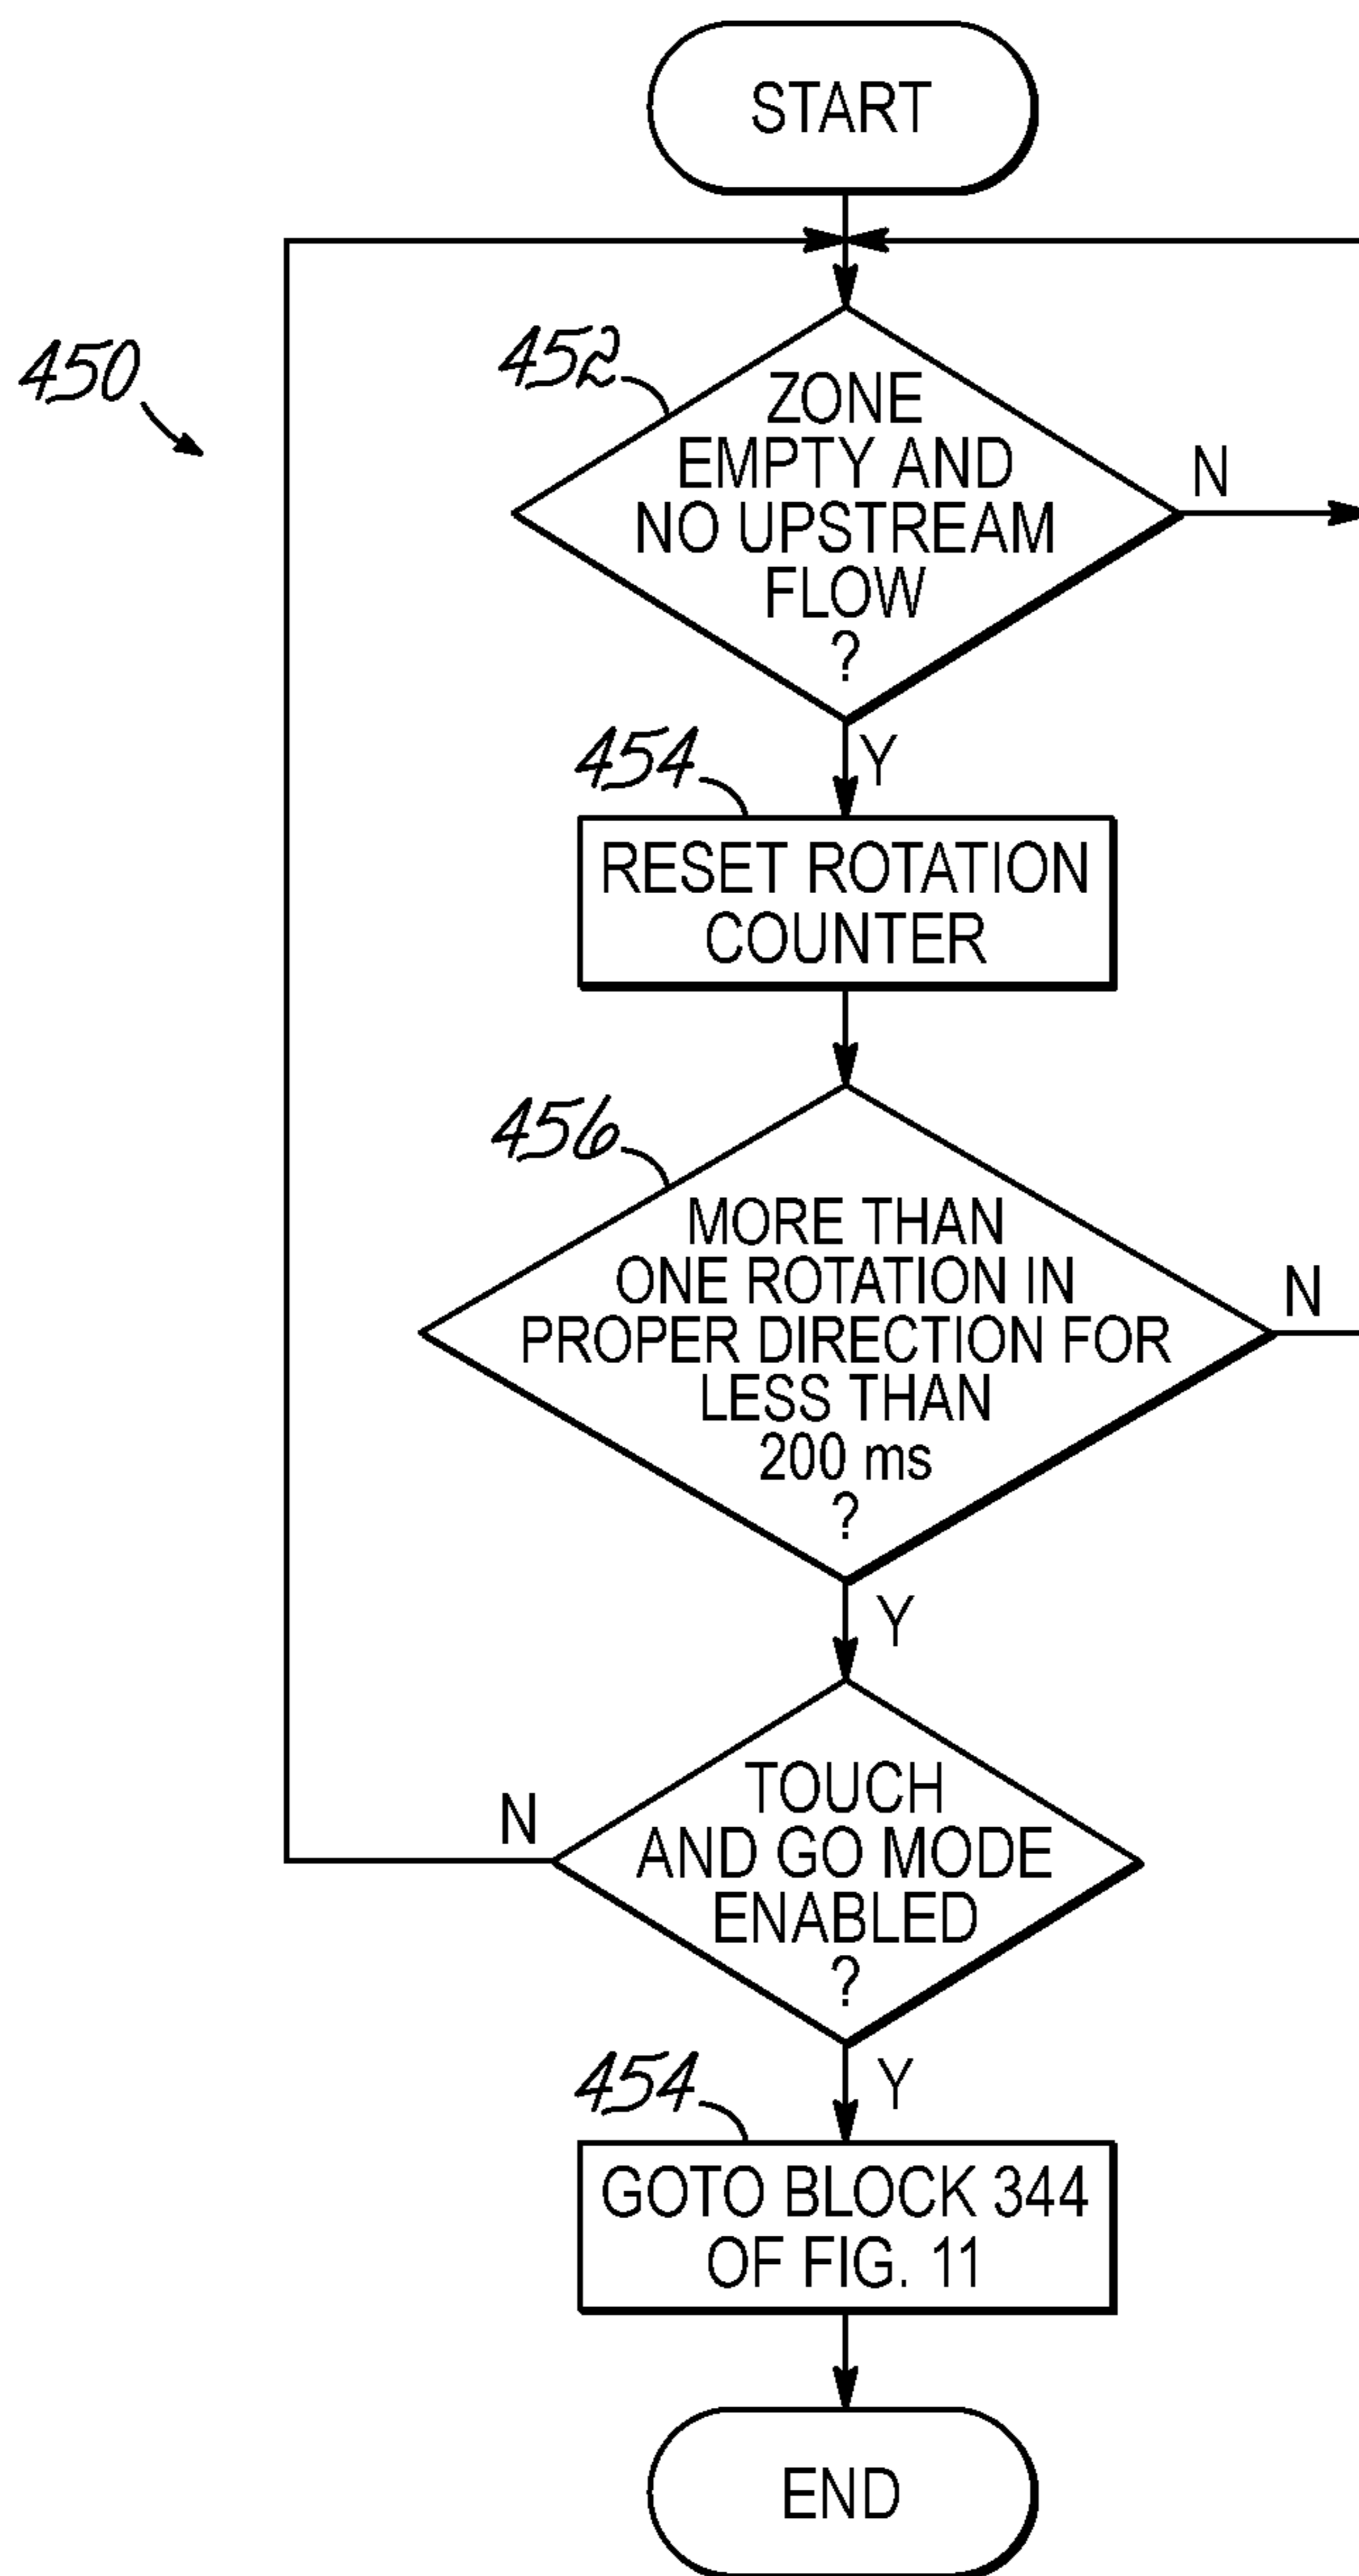 START
450
452
ZONE
EMPTY AND
NO UPSTREAM
FLOW
?
N
Y
454
RESET ROTATION
COUNTER
456
MORE THAN
ONE ROTATION IN
PROPER DIRECTION FOR
LESS THAN
200 ms
?
N
Y
TOUCH
AND GO MODE
ENABLED
?
N
Y
454
GOTO BLOCK 344
OF FIG. 11
END